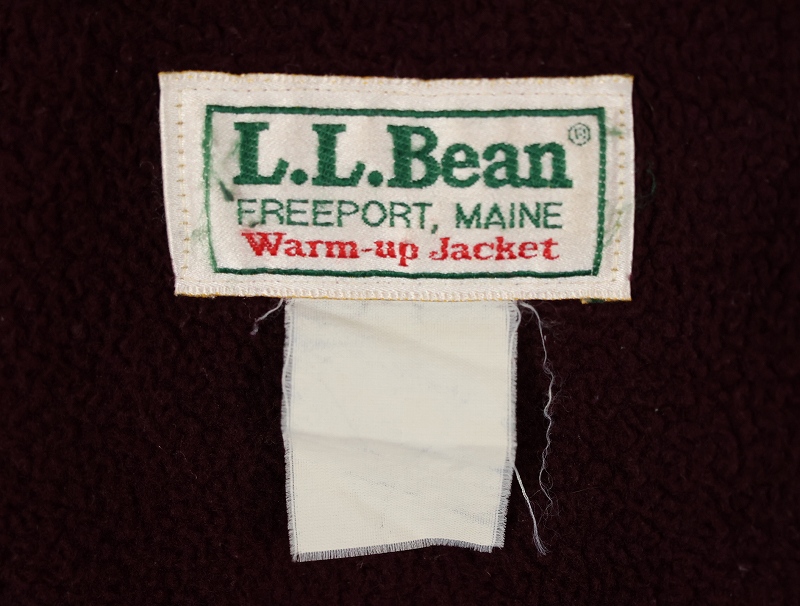 L.L.Bean®
FREEPORT, MAINE
Warm-up Jacket